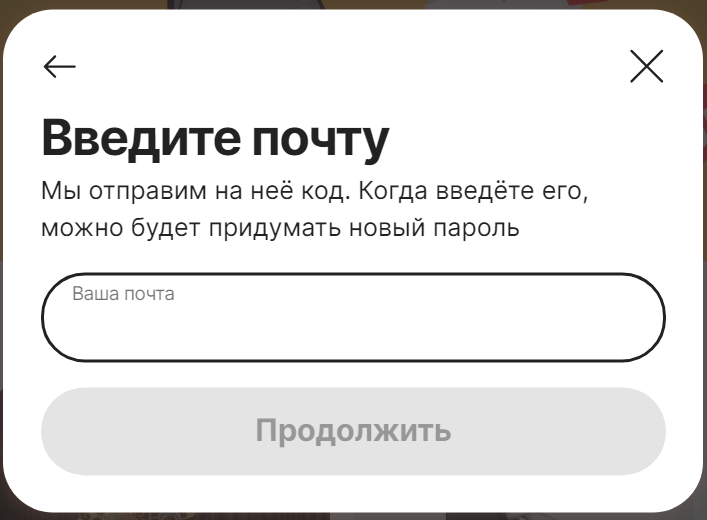 Введите почту
Мы отправим на неё код. Когда введёте его,
можно будет придумать новый пароль
Ваша почта
Продолжить